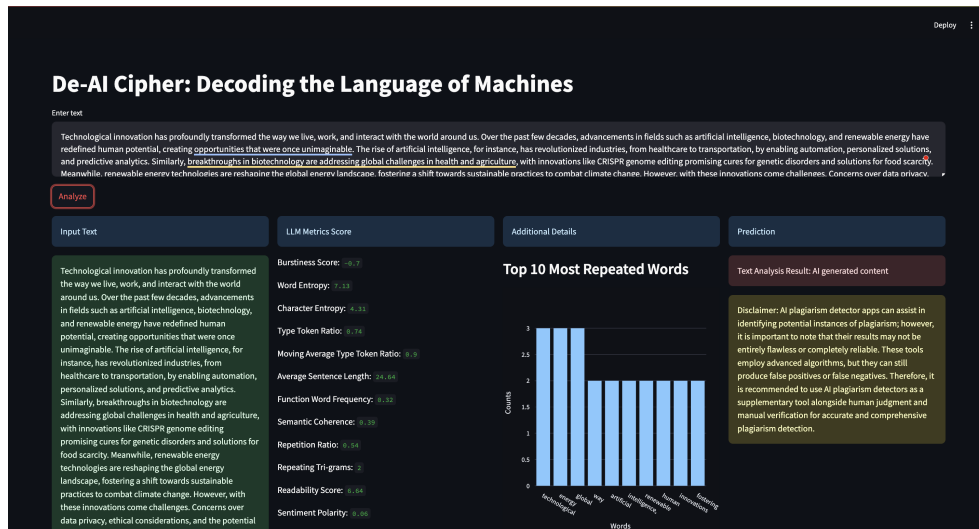 Deploy
De-AI Cipher: Decoding the Language of Machines
Enter text
Technological innovation has profoundly transformed the way we live, work, and interact with the world around us. Over the past few decades, advancements in fields such as artificial intelligence, biotechnology, and renewable energy have
redefined human potential, creating opportunities that were once unimaginable. The rise of artificial intelligence, for instance, has revolutionized industries, from healthcare to transportation, by enabling automation, personalized solutions,
and predictive analytics. Similarly, breakthroughs in biotechnology are addressing global challenges in health and agriculture, with innovations like CRISPR genome editing promising cures for genetic disorders and solutions for food scarcity.
Meanwhile, renewable energy technologies are reshaping the global energy landscape, fostering a shift towards sustainable practices to combat climate change. However, with these innovations come challenges. Concerns over data privacy,
Analyze
Input Text
Technological innovation has profoundly transformed
the way we live, work, and interact with the world
around us. Over the past few decades, advancements
in fields such as artificial intelligence, biotechnology,
and renewable energy have redefined human
potential, creating opportunities that were once
unimaginable. The rise of artificial intelligence, for
instance, has revolutionized industries, from
healthcare to transportation, by enabling automation,
personalized solutions, and predictive analytics.
Similarly, breakthroughs in biotechnology are
addressing global challenges in health and agriculture,
with innovations like CRISPR genome editing
promising cures for genetic disorders and solutions for
food scarcity. Meanwhile, renewable energy
technologies are reshaping the global energy
landscape, fostering a shift towards sustainable
practices to combat climate change. However, with
these innovations come challenges. Concerns over
data privacy, ethical considerations, and the potential
LLM Metrics Score
Burstiness Score: -0.7
Word Entropy: 7.13
Character Entropy: 4.31
Type Token Ratio: 0.74
Moving Average Type Token Ratio: 0.9
Average Sentence Length: 24.64
Function Word Frequency: 0.32
Semantic Coherence: 0.39
Repetition Ratio: 0.54
Repeating Tri-grams: 2
Readability Score: 6.64
Sentiment Polarity: 0.06
Additional Details
Top 10 Most Repeated Words
Counts
3
2.5
2
1.5
1
0.5
0
technological
energy
global
way
artificial
intelligence,
renewable
human
innovations
fostering
Words
Prediction
Text Analysis Result: AI generated content
Disclaimer: AI plagiarism detector apps can assist in
identifying potential instances of plagiarism; however,
it is important to note that their results may not be
entirely flawless or completely reliable. These tools
employ advanced algorithms, but they can still
produce false positives or false negatives. Therefore, it
is recommended to use AI plagiarism detectors as a
supplementary tool alongside human judgment and
manual verification for accurate and comprehensive
plagiarism detection.